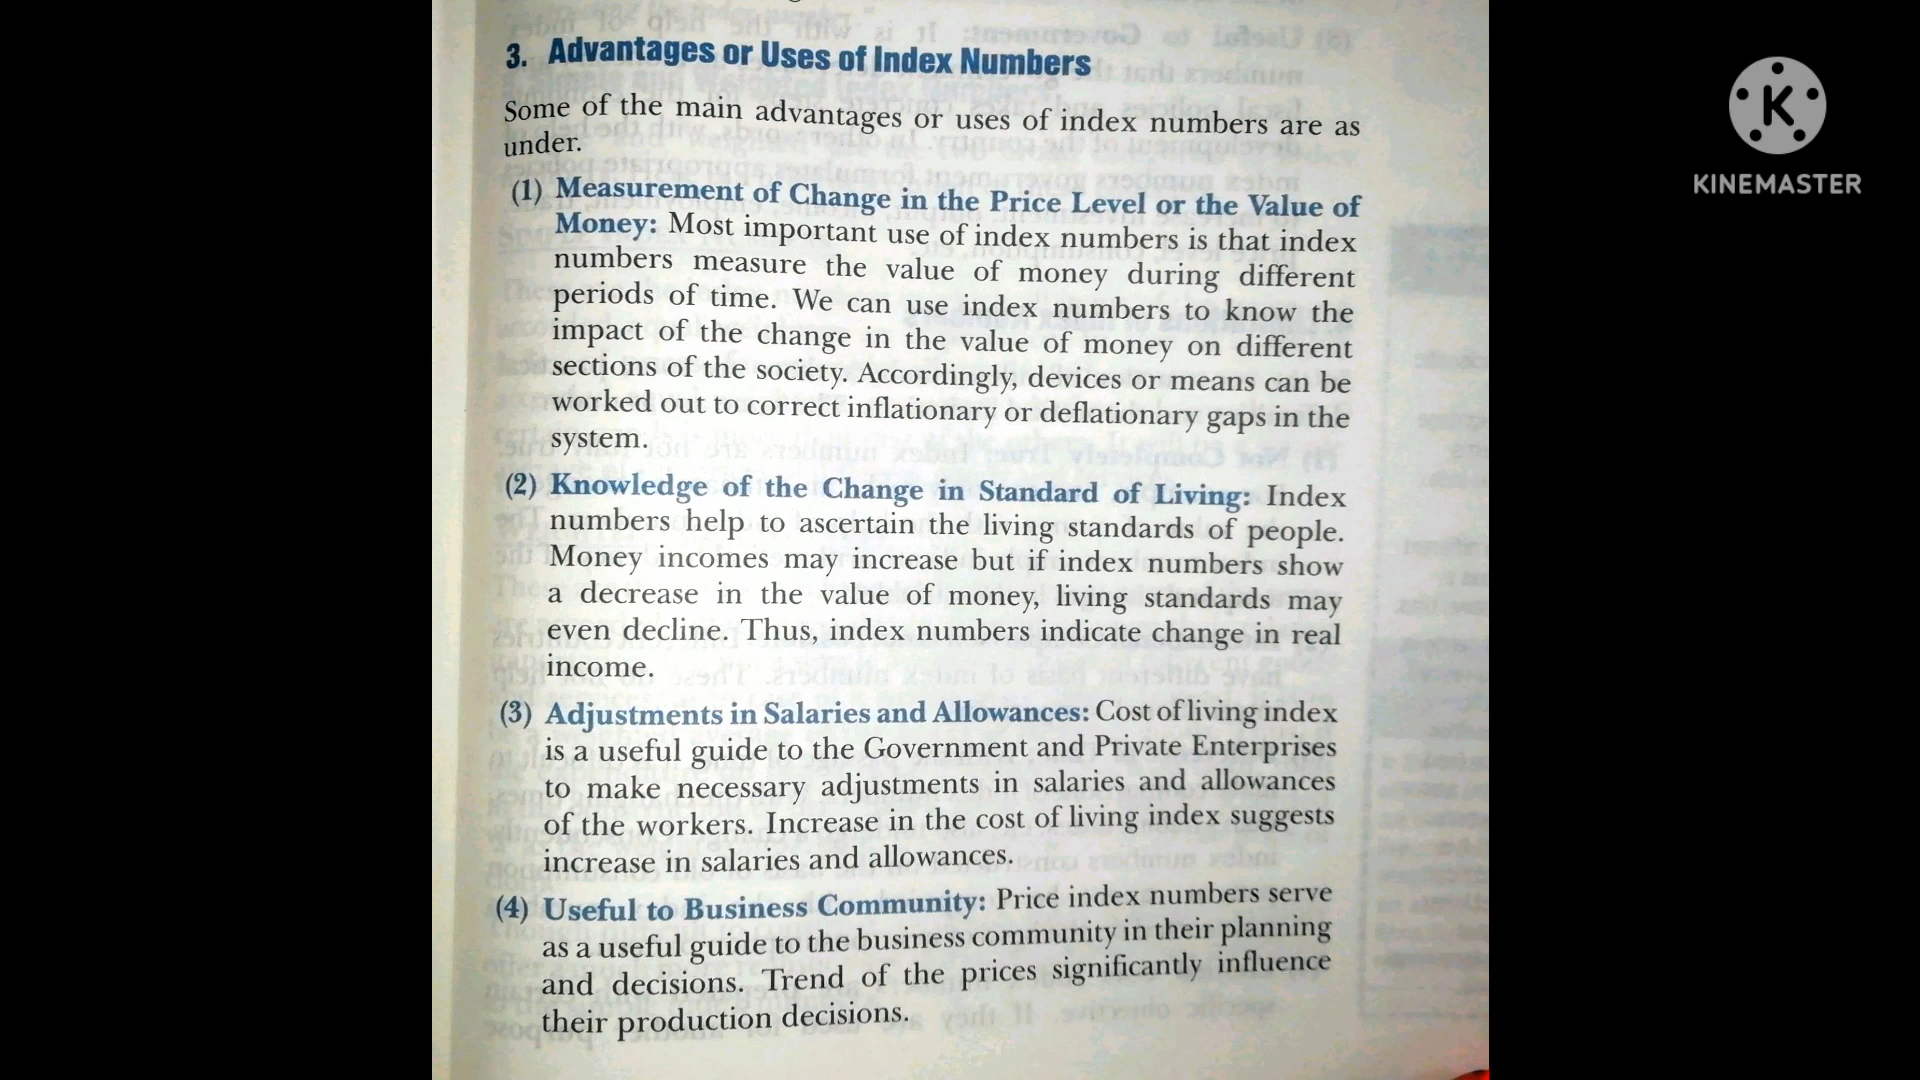 3. Advantages or Uses of Index Numbers
Some of the main advantages or uses of index numbers are as
under.
(1) Measurement of Change in the Price Level or the Value of
Money: Most important use of index numbers is that index
numbers measure the value of money during different
periods of time. We can use index numbers to know the
impact of the change in the value of money on different
sections of the society. Accordingly, devices or means can be
worked out to correct inflationary or deflationary gaps in the
system.
(2) Knowledge of the Change in Standard of Living: Index
numbers help to ascertain the living standards of people.
Money incomes may increase but if index numbers show
a decrease in the value of money, living standards may
even decline. Thus, index numbers indicate change in real
income.
(3) Adjustments in Salaries and Allowances: Cost of living index
is a useful guide to the Government and Private Enterprises
to make necessary adjustments in salaries and allowances
of the workers. Increase in the cost of living index suggests
increase in salaries and allowances.
(4) Useful to Business Community: Price index numbers serve
as a useful guide to the business community in their planning
and decisions. Trend of the prices significantly influence
their production decisions.
K
KINEMASTER